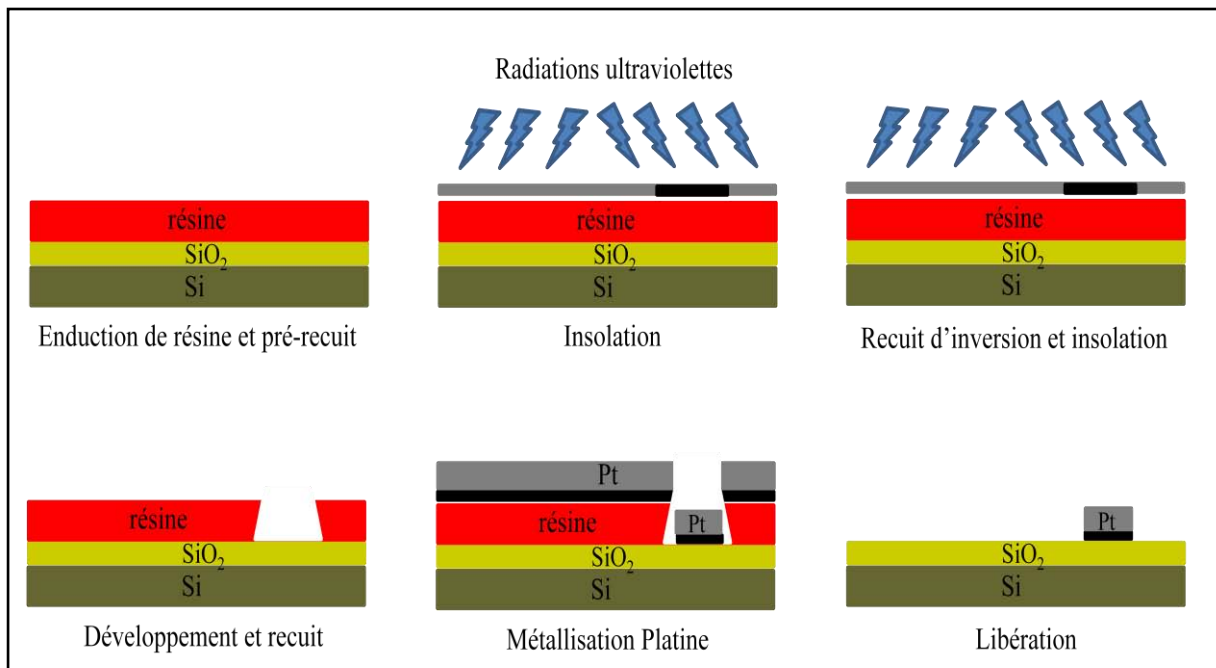 Radiations ultraviolettes
résine
SiO₂
Si
Enduction de résine et pré-recuit
résine
SiO₂
Si
Insolation
résine
SiO₂
Si
Recuit d’inversion et insolation
résine
SiO₂
Si
Développement et recuit
Pt
résine
Pt
SiO₂
Si
Métallisation Platine
Pt
SiO₂
Si
Libération